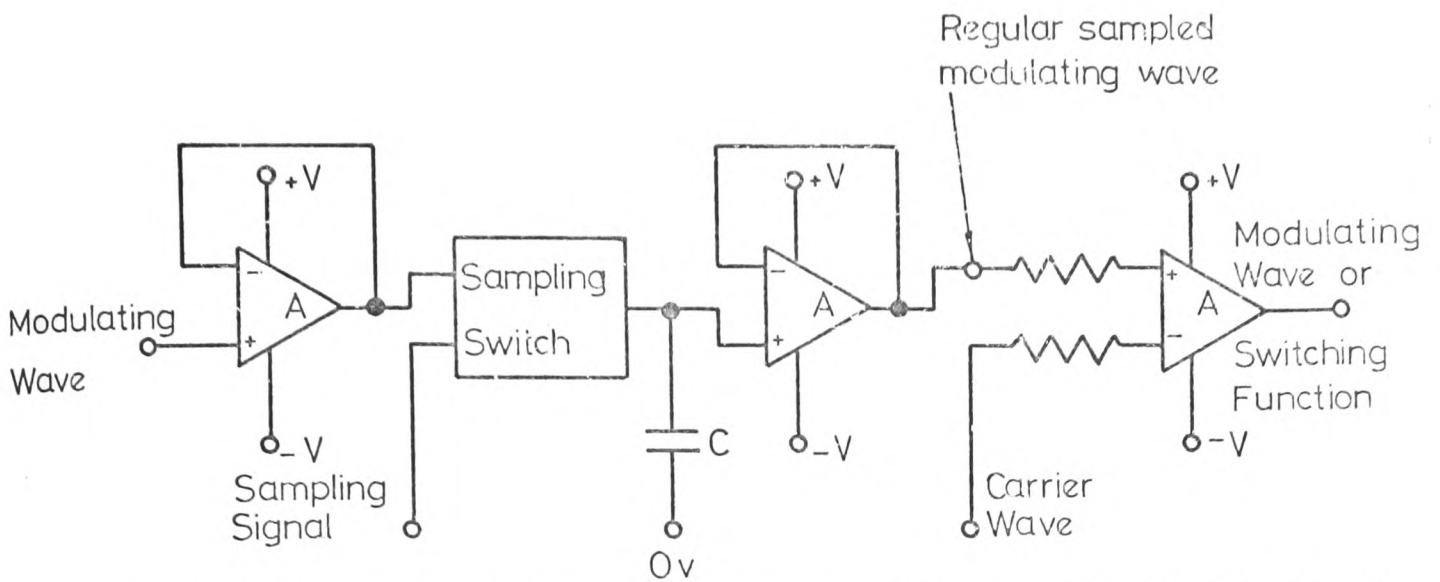 Regular sampled
modulating wave
+V
+V
+V
−
A
+
Modulating
Wave
−V
Sampling
Switch
Sampling
Signal
C
0v
−
A
+
−V
+
A
−
Modulating
Wave or
Switching
Function
−V
Carrier
Wave